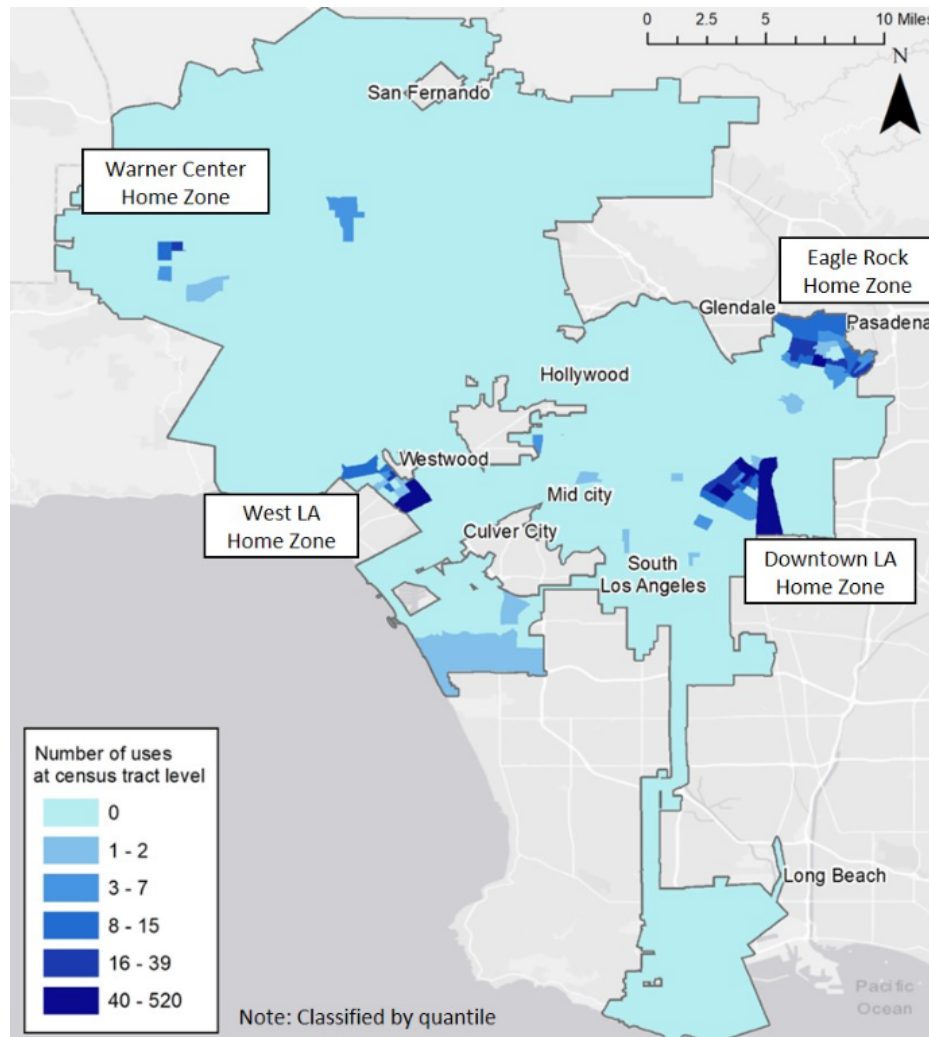 0 2.5 5 10 Miles
N
San Fernando
Warner Center
Home Zone
Eagle Rock
Home Zone
Glendale
Pasadena
Hollywood
Westwood
West LA
Home Zone
Mid city
Culver City
South
Los Angeles
Downtown LA
Home Zone
Number of uses
at census tract level
0
1 - 2
3 - 7
8 - 15
16 - 39
40 - 520
Long Beach
Pacific
Ocean
Note: Classified by quantile